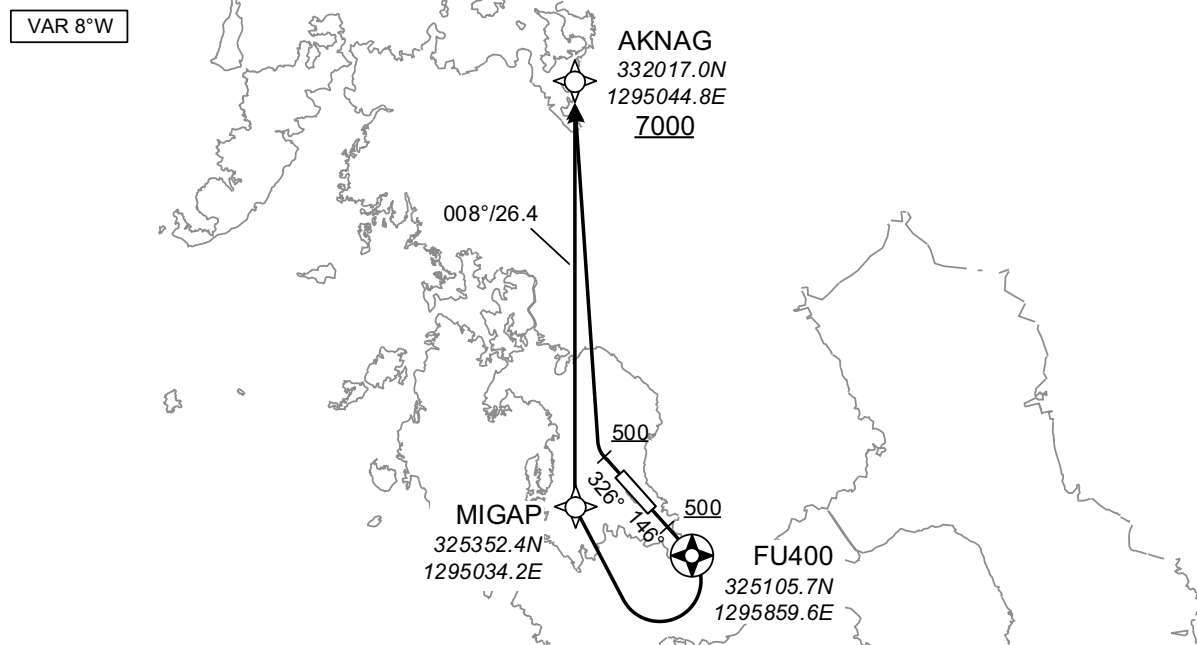 VAR 8°W
AKNAG
332017.0N
1295044.8E
7000
008°/26.4
500
326°
146°
500
MIGAP
325352.4N
1295034.2E
FU400
325105.7N
1295859.6E